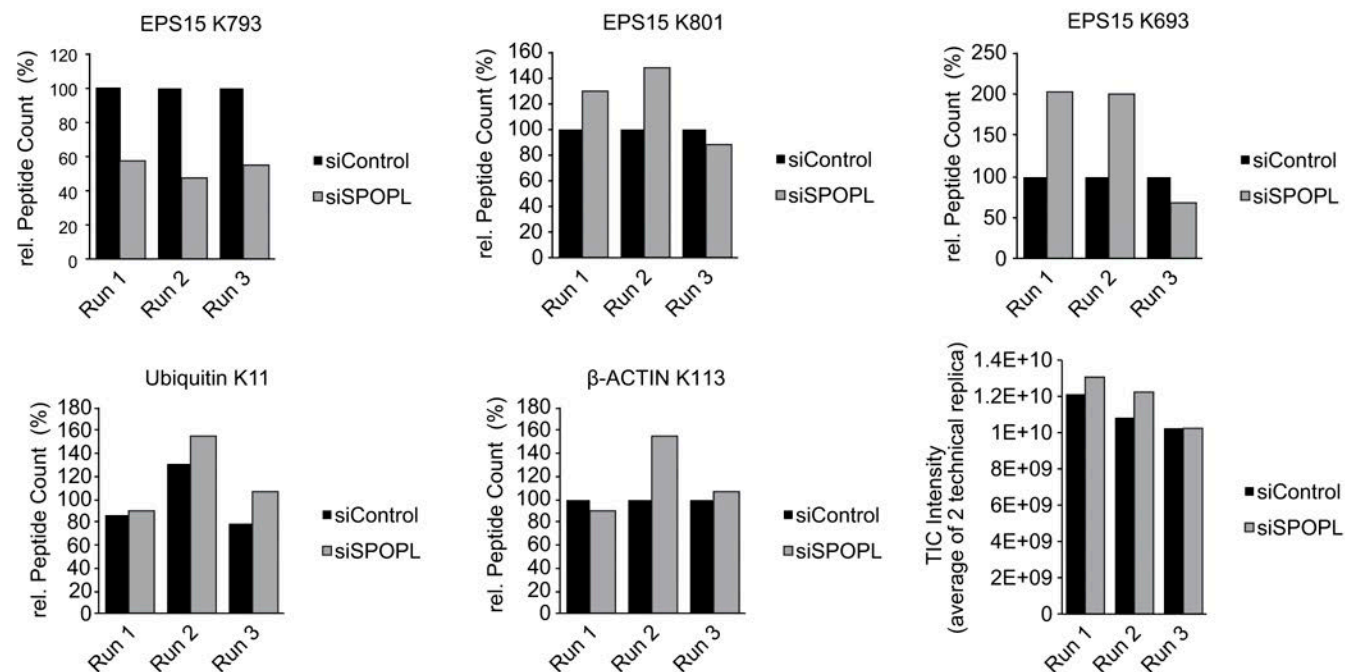 EPS15 K793
rel. Peptide Count (%)
120
100
80
60
40
20
0
Run 1
Run 2
Run 3
siControl
siSPOPL
EPS15 K801
rel. Peptide Count (%)
160
140
120
100
80
60
40
20
0
Run 1
Run 2
Run 3
siControl
siSPOPL
EPS15 K693
rel. Peptide Count (%)
250
200
150
100
50
0
Run 1
Run 2
Run 3
siControl
siSPOPL
Ubiquitin K11
rel. Peptide Count (%)
180
160
140
120
100
80
60
40
20
0
Run 1
Run 2
Run 3
siControl
siSPOPL
β-ACTIN K113
rel. Peptide Count (%)
180
160
140
120
100
80
60
40
20
0
Run 1
Run 2
Run 3
siControl
siSPOPL
TIC Intensity
(average of 2 technical replica)
1.4E+10
1.2E+10
1E+10
8E+09
6E+09
4E+09
2E+09
0
Run 1
Run 2
Run 3
siControl
siSPOPL